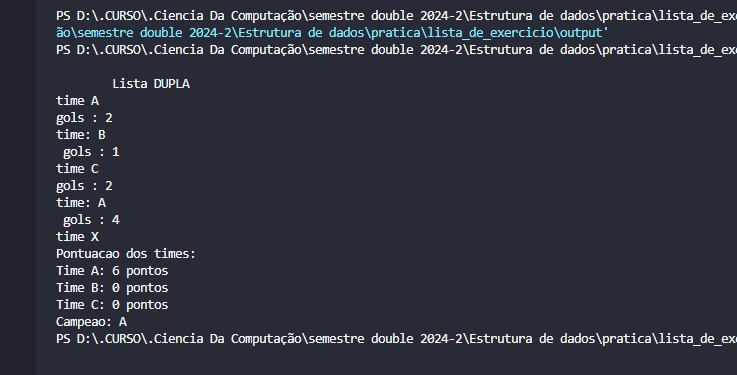 PS D:\.CURSO\.Ciencia Da Computação\semestre double 2024-2\Estrutura de dados\pratica\lista_de_exe
ão\semestre double 2024-2\Estrutura de dados\pratica\lista_de_exercicio\output'
PS D:\.CURSO\.Ciencia Da Computação\semestre double 2024-2\Estrutura de dados\pratica\lista_de_exe
Lista DUPLA
time A
gols : 2
time: B
gols : 1
time C
gols : 2
time: A
gols : 4
time X
Pontuacao dos times:
Time A: 6 pontos
Time B: 0 pontos
Time C: 0 pontos
Campeao: A
PS D:\.CURSO\.Ciencia Da Computação\semestre double 2024-2\Estrutura de dados\pratica\lista_de_exe